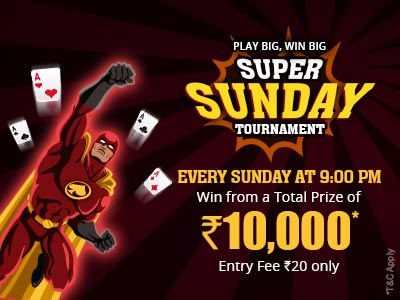 PLAY BIG, WIN BIG
SUPER
SUNDAY
TOURNAMENT
EVERY SUNDAY AT 9:00 PM
Win from a Total Prize of
₹10,000*
Entry Fee ₹20 only
*T&C Apply
A
A
A
A